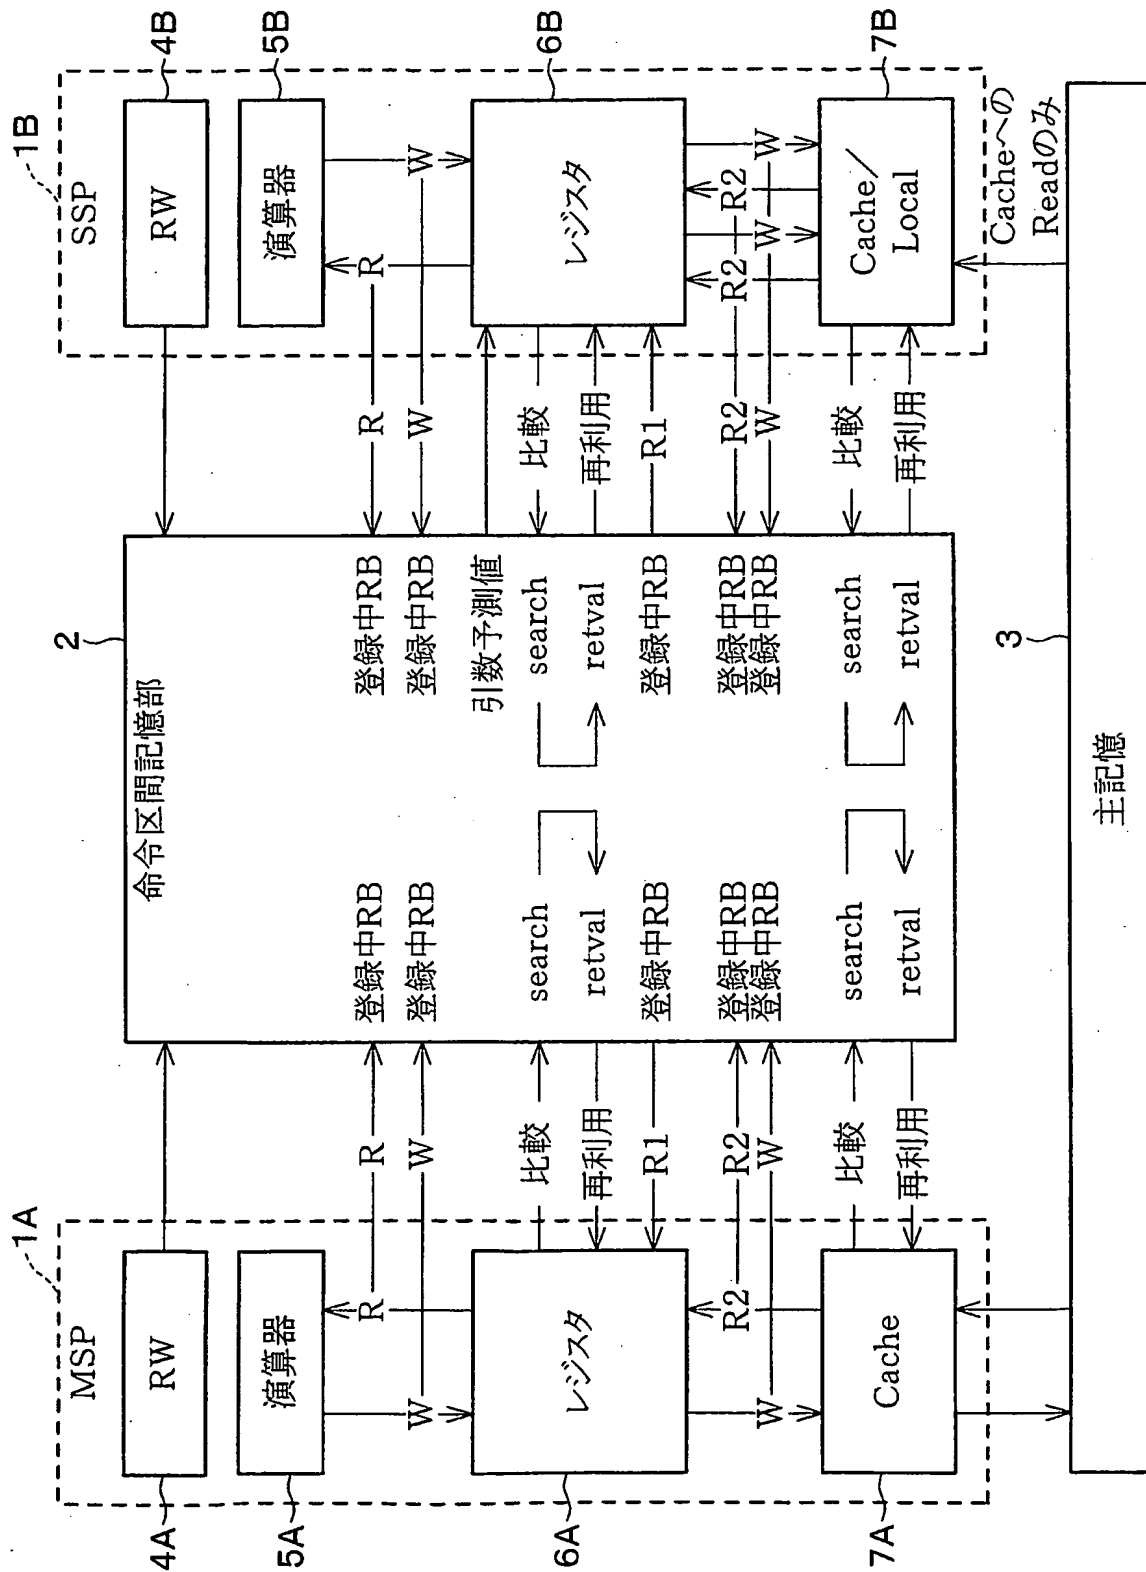 1A
MSP
4A
RW
5A
演算器
R
W
R
W
6A
レジスタ
比較
再利用
R1
R2
W
R2
W
7A
Cache
比較
再利用
2
命令区間記憶部
登録中RB
登録中RB
登録中RB
登録中RB
引数予測値
search
retval
search
retval
登録中RB
登録中RB
登録中RB
登録中RB
登録中RB
登録中RB
search
retval
search
retval
1B
SSP
4B
RW
5B
演算器
R
W
R
W
6B
レジスタ
比較
再利用
R1
R2
W
R2
W
R2
W
7B
Cache/
Local
比較
再利用
Cacheへの
Readのみ
3
主記憶